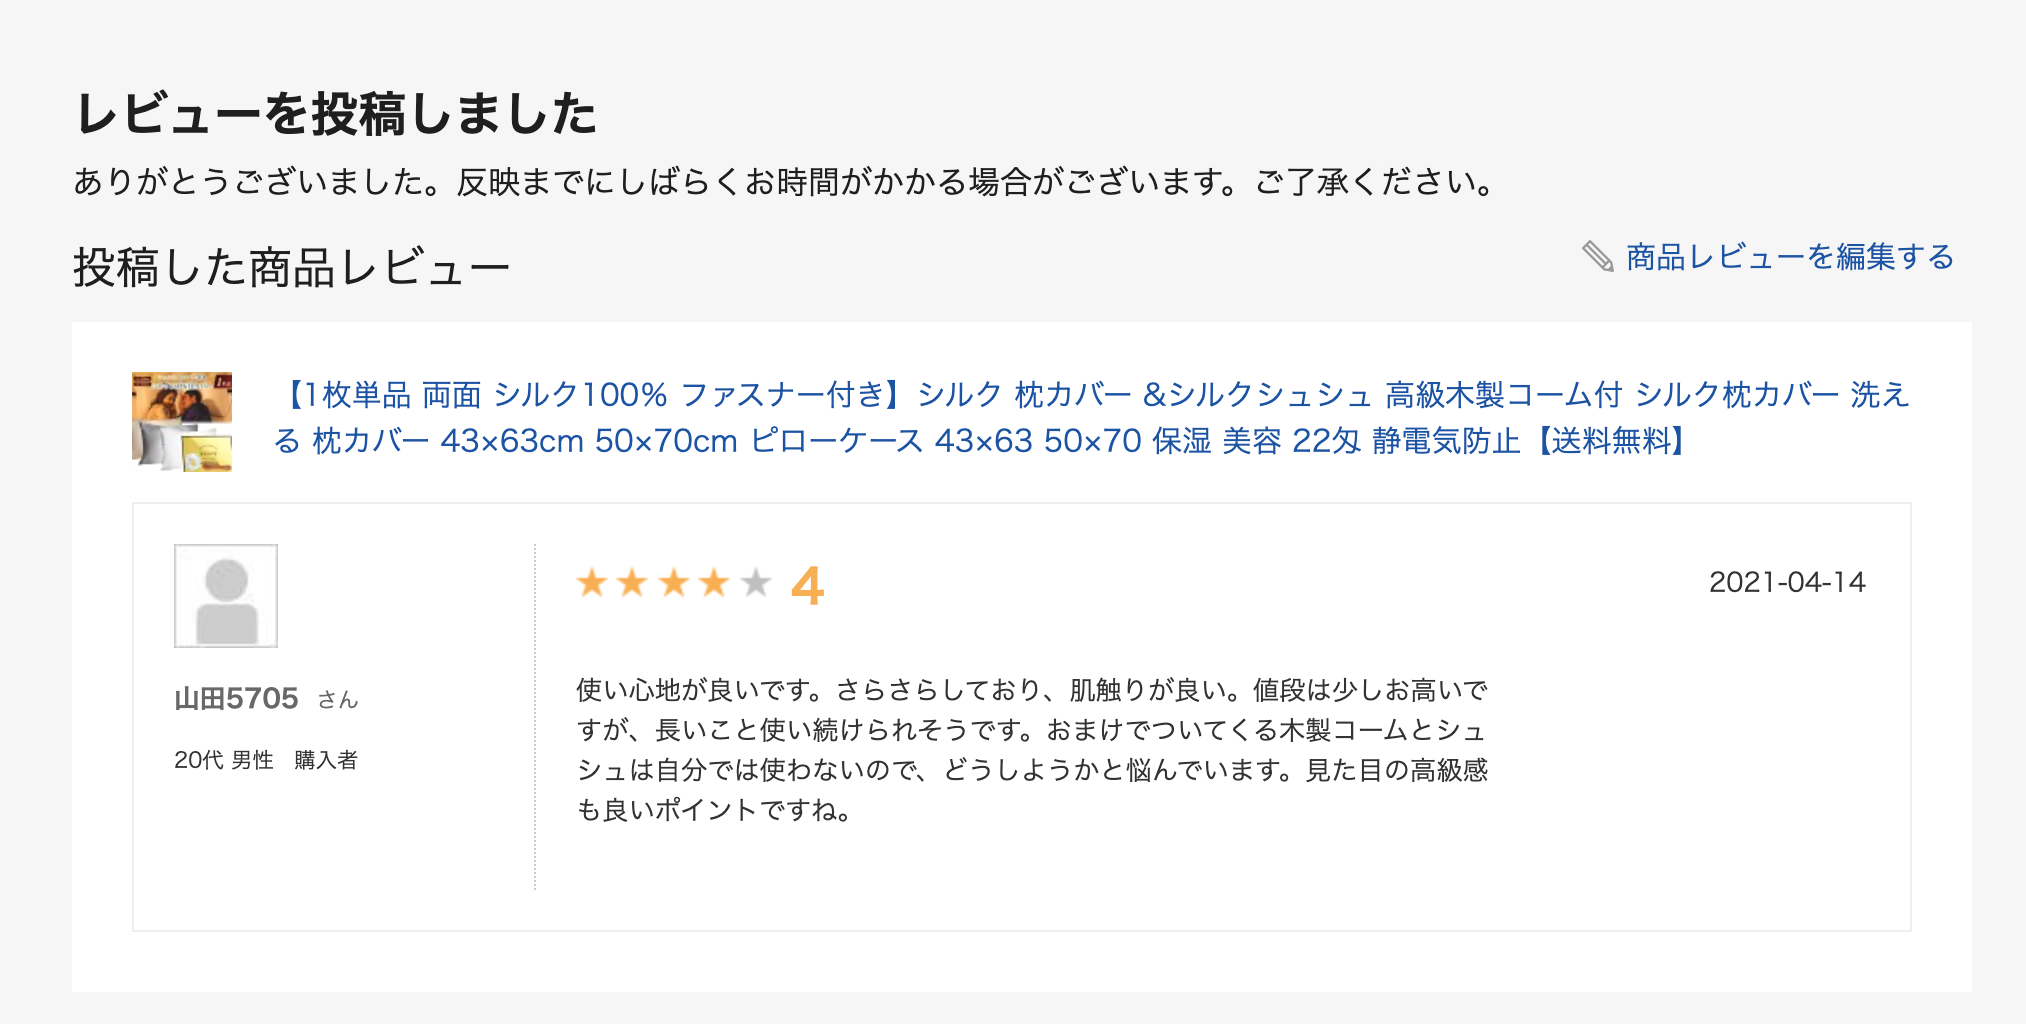 レビューを投稿しました
ありがとうございました。反映までにしばらくお時間がかかる場合がございます。ご了承ください。
投稿した商品レビュー
商品レビューを編集する
【1枚単品 両面 シルク100% ファスナー付き】シルク 枕カバー &シルクシュシュ 高級木製コーム付 シルク枕カバー 洗え
る 枕カバー 43×63cm 50×70cm ピローケース 43×63 50×70 保湿 美容 22匁 静電気防止【送料無料】
4
2021-04-14
山田5705 さん
20代 男性 購入者
使い心地が良いです。さらさらしており、肌触りが良い。値段は少しお高いで
すが、長いこと使い続けられそうです。おまけでついてくる木製コームとシュ
シュは自分では使わないので、どうしようかと悩んでいます。見た目の高級感
も良いポイントですね。